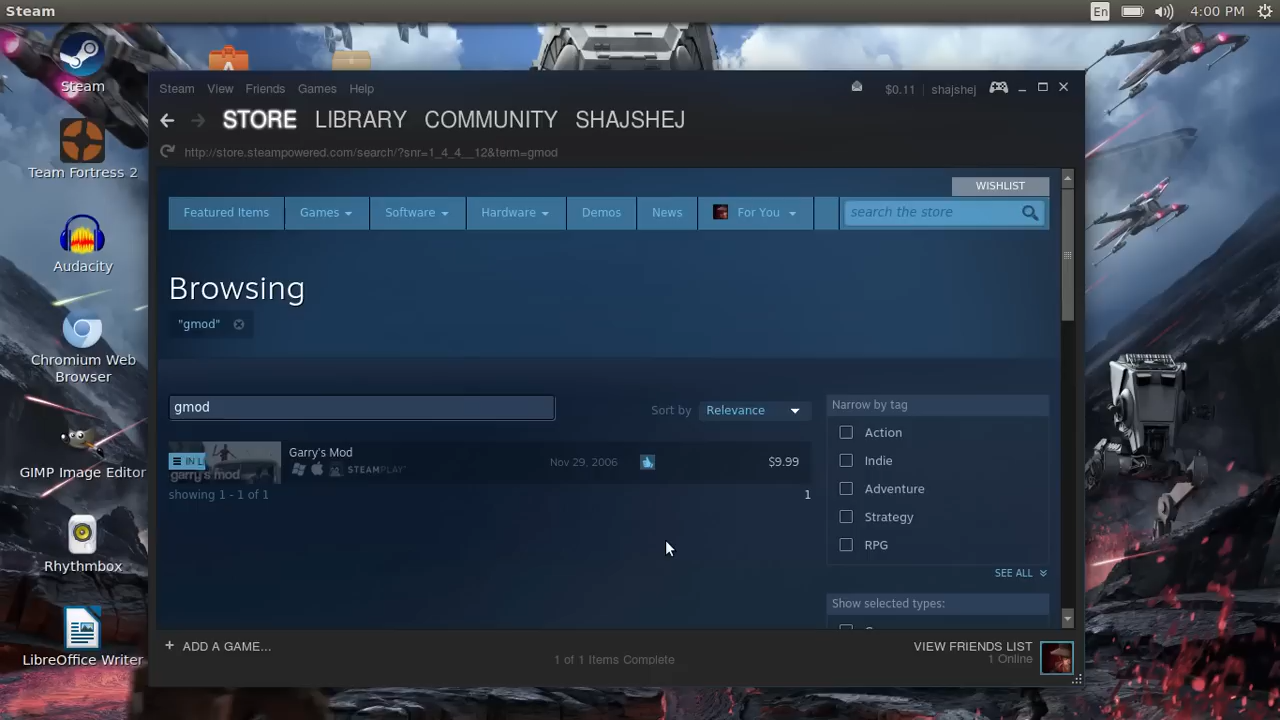 Steam
En
4:00 PM
Steam
Team Fortress 2
Audacity
Chromium Web
Browser
GIMP Image Editor
Rhythmbox
LibreOffice Writer
Steam View Friends Games Help
$0.11 shajshej
STORE LIBRARY COMMUNITY SHAJSHEJ
http://store.steampowered.com/search/?snr=1_4_4__12&term=gmod
WISHLIST
Featured Items Games Software Hardware Demos News For You search the store
Browsing
"gmod"
gmod
Sort by Relevance
IN LI
garry's mod
Garry's Mod
STEAMPLAY
Nov 29, 2006
$9.99
showing 1 - 1 of 1
1
Narrow by tag
Action
Indie
Adventure
Strategy
RPG
SEE ALL
Show selected types:
+ ADD A GAME...
1 of 1 Items Complete
VIEW FRIENDS LIST
1 Online